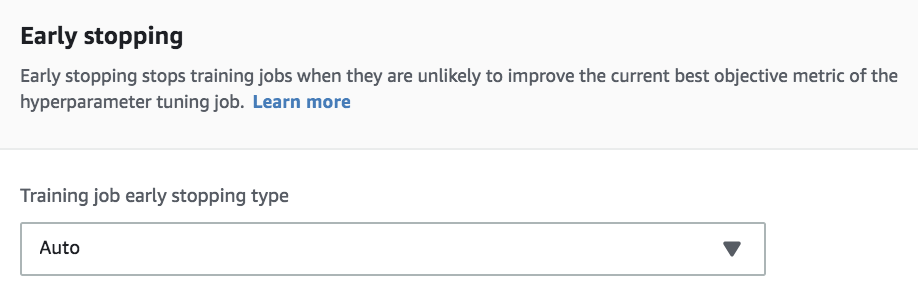 Early stopping
Early stopping stops training jobs when they are unlikely to improve the current best objective metric of the
hyperparameter tuning job. Learn more
Training job early stopping type
Auto